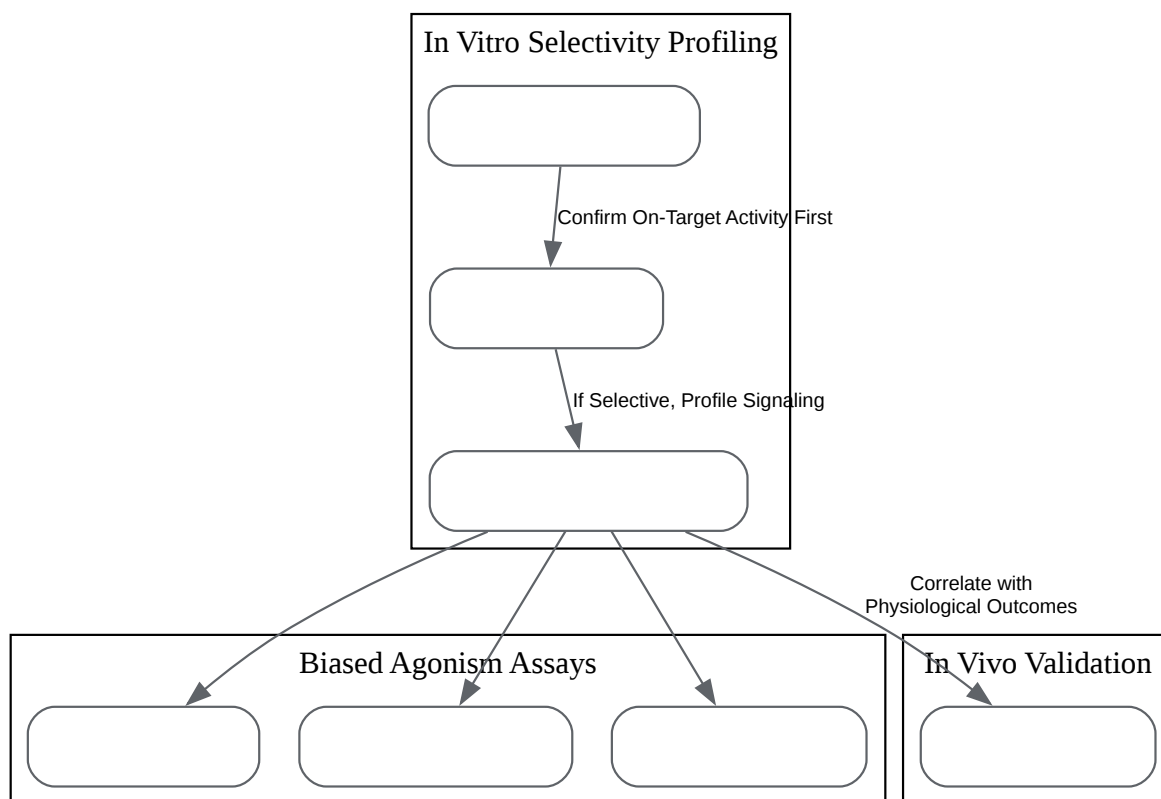 In Vitro Selectivity Profiling
Confirm On-Target Activity First
If Selective, Profile Signaling
Correlate with
Physiological Outcomes
Biased Agonism Assays
In Vivo Validation